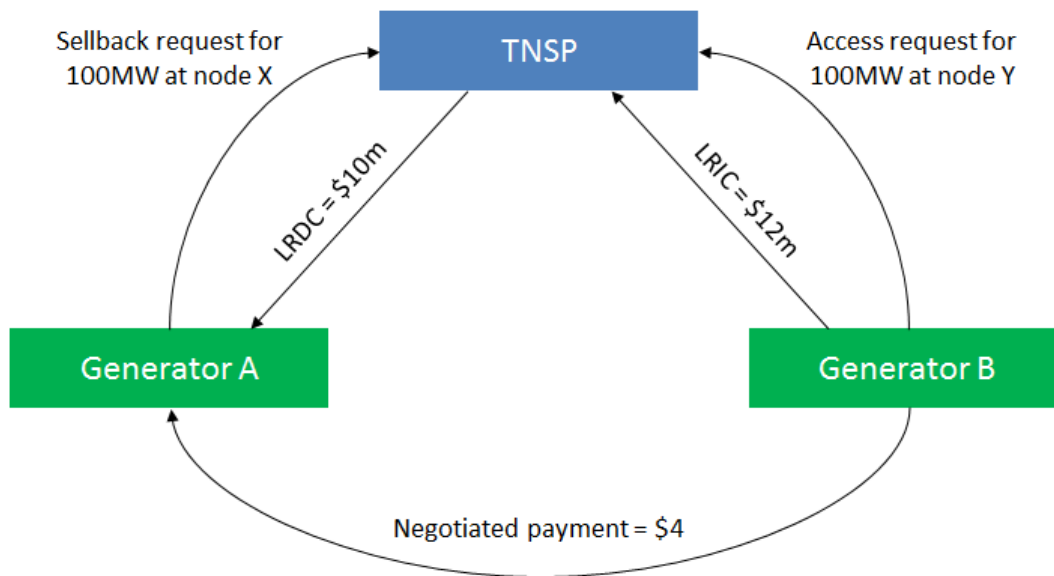 Sellback request for
100MW at node X
TNSP
Access request for
100MW at node Y
LRDC = $10m
LRIC = $12m
Generator A
Generator B
Negotiated payment = $4